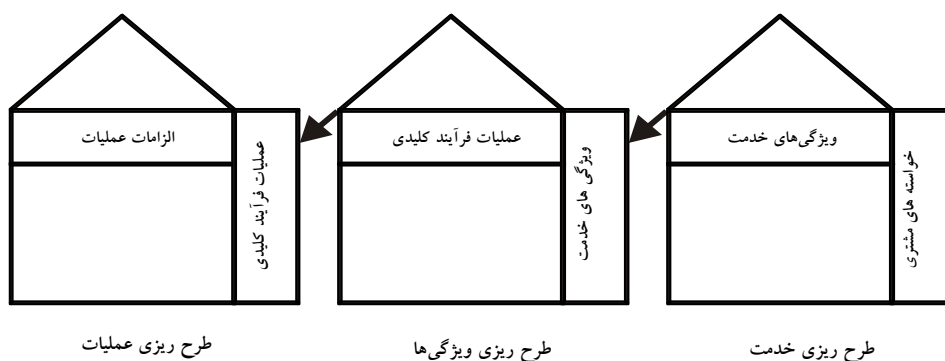 ویژگی‌های خدمت
خواسته های مشتری
طرح ریزی خدمت
عملیات فرآیند کلیدی
ویژگی های خدمت
طرح ریزی ویژگی‌ها
الزامات عملیات
عملیات فرآیند کلیدی
طرح ریزی عملیات